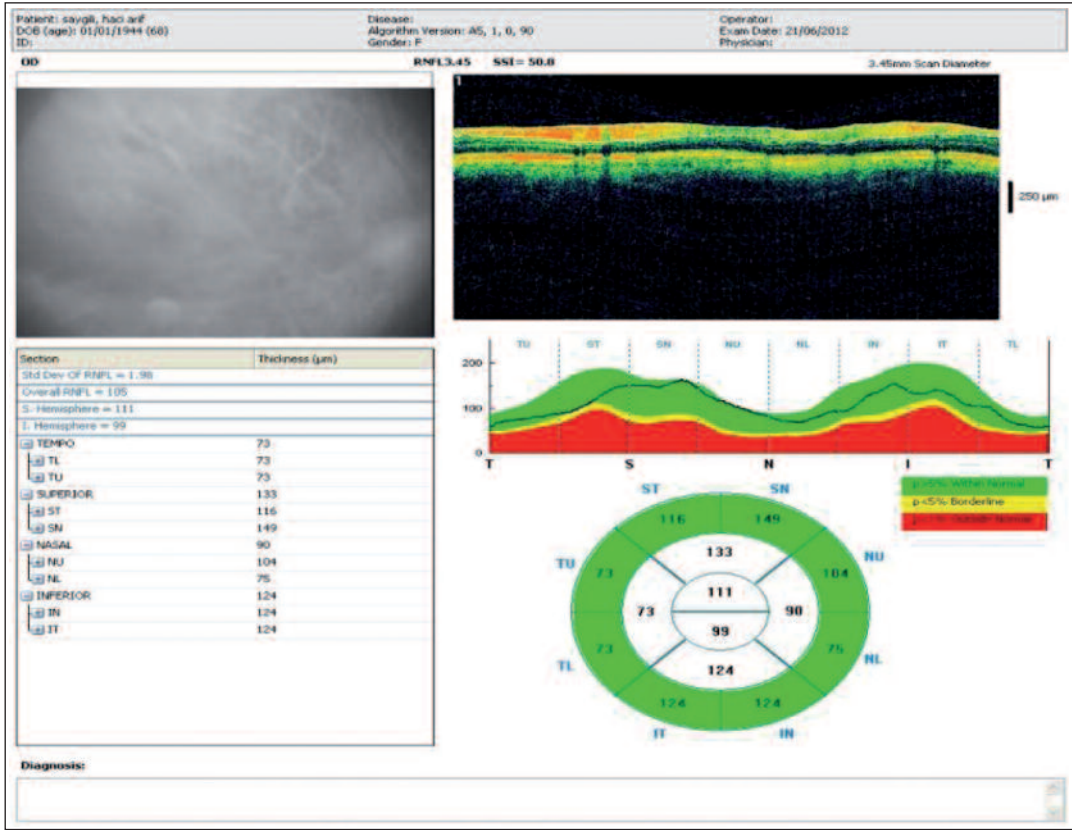 Patient: saygili, haci arif
DOB (age): 01/01/1944 (68)
ID:
Disease:
Algorithm Version: A5, 1, 0, 90
Gender: F
Operator:
Exam Date: 21/06/2012
Physician:
OD
RNFL3.45 SSI= 50.8
3.45mm Scan Diameter
1
250 µm
Section Thickness (µm)
Std Dev Of RNFL = 1.98
Overall RNFL = 105
S. Hemisphere = 111
I. Hemisphere = 99
TEMPO 73
TL 73
TU 73
SUPERIOR 133
ST 116
SN 149
NASAL 90
NU 104
NL 75
INFERIOR 124
IN 124
IT 124
TU ST SN NU NL IN IT TL
200
100
0
T S N I T
p>5% Within Normal
p<5% Borderline
ST SN
116 149
TU 133 NU
73 104
111
73 90
99
73 75
TL 124 NL
124 124
IT IN
Diagnosis: